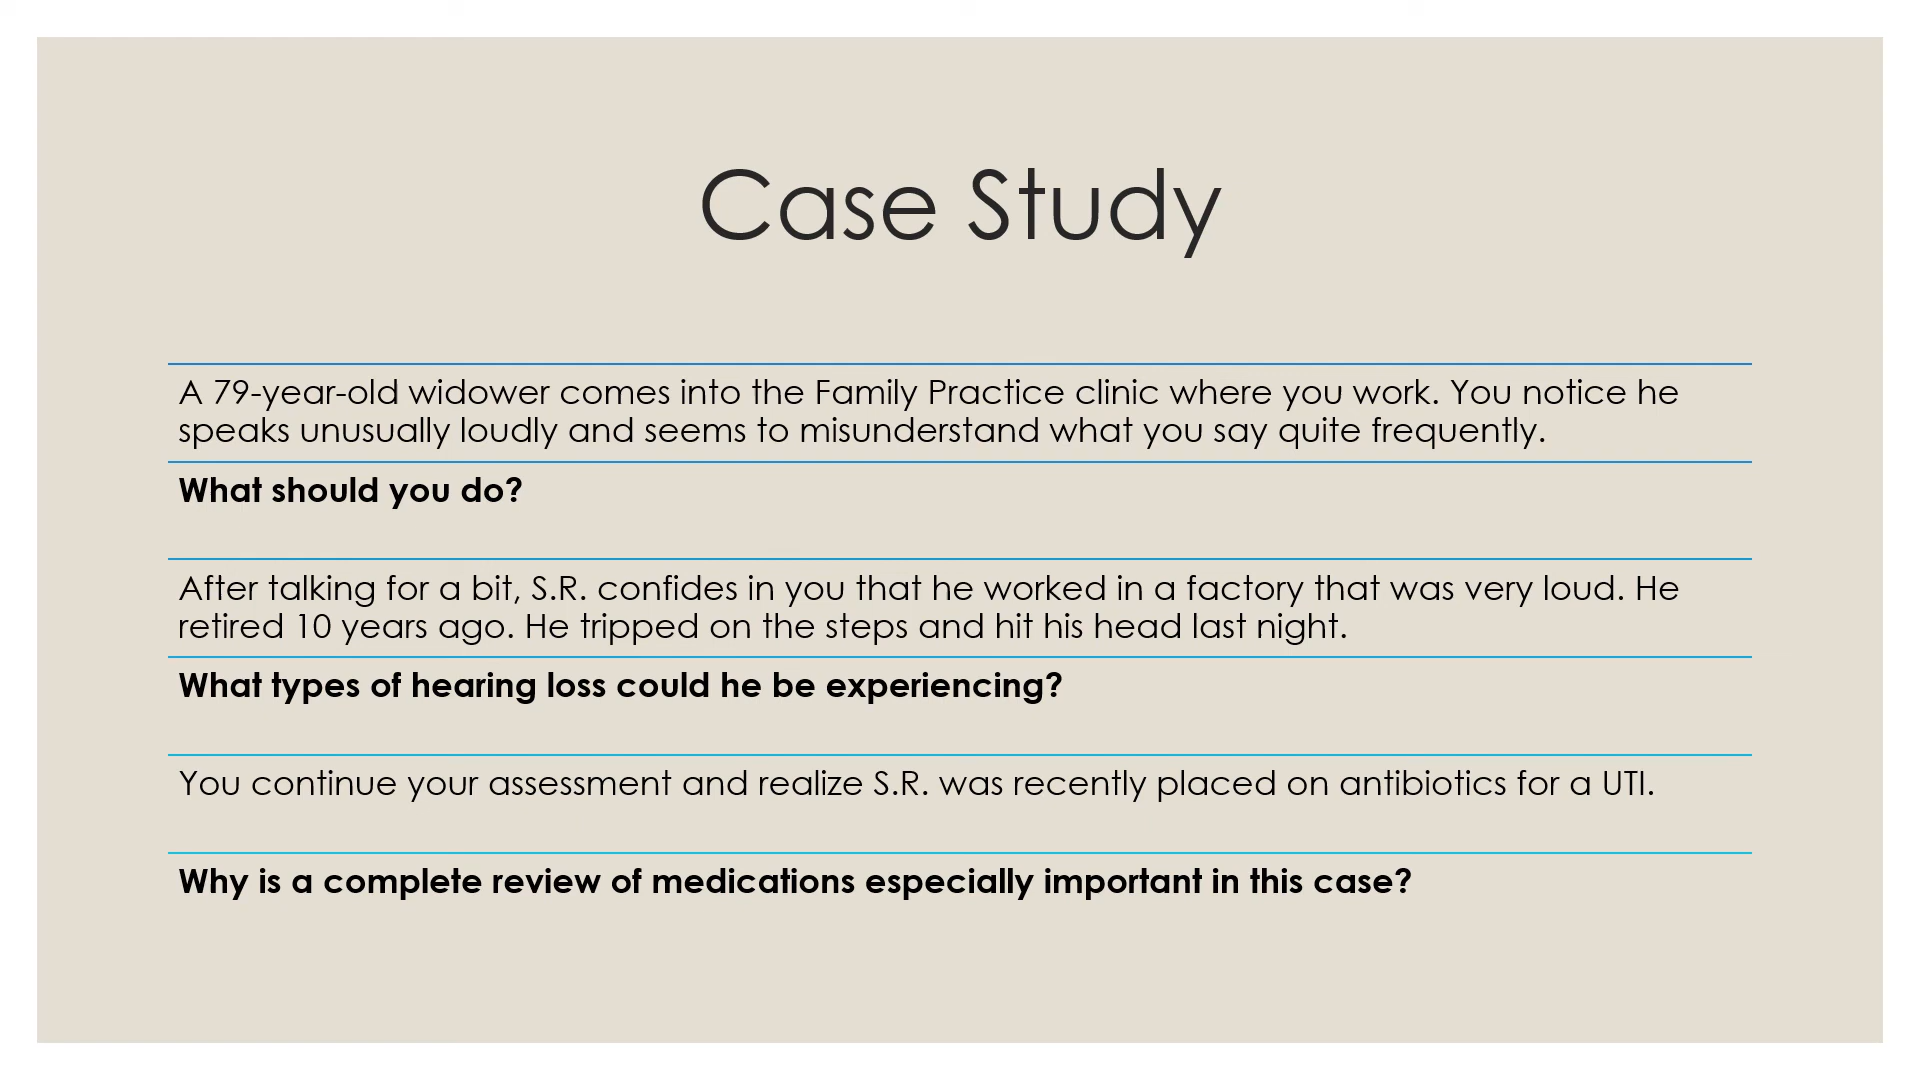 Case Study
A 79-year-old widower comes into the Family Practice clinic where you work. You notice he
speaks unusually loudly and seems to misunderstand what you say quite frequently.
What should you do?
After talking for a bit, S.R. confides in you that he worked in a factory that was very loud. He
retired 10 years ago. He tripped on the steps and hit his head last night.
What types of hearing loss could he be experiencing?
You continue your assessment and realize S.R. was recently placed on antibiotics for a UTI.
Why is a complete review of medications especially important in this case?